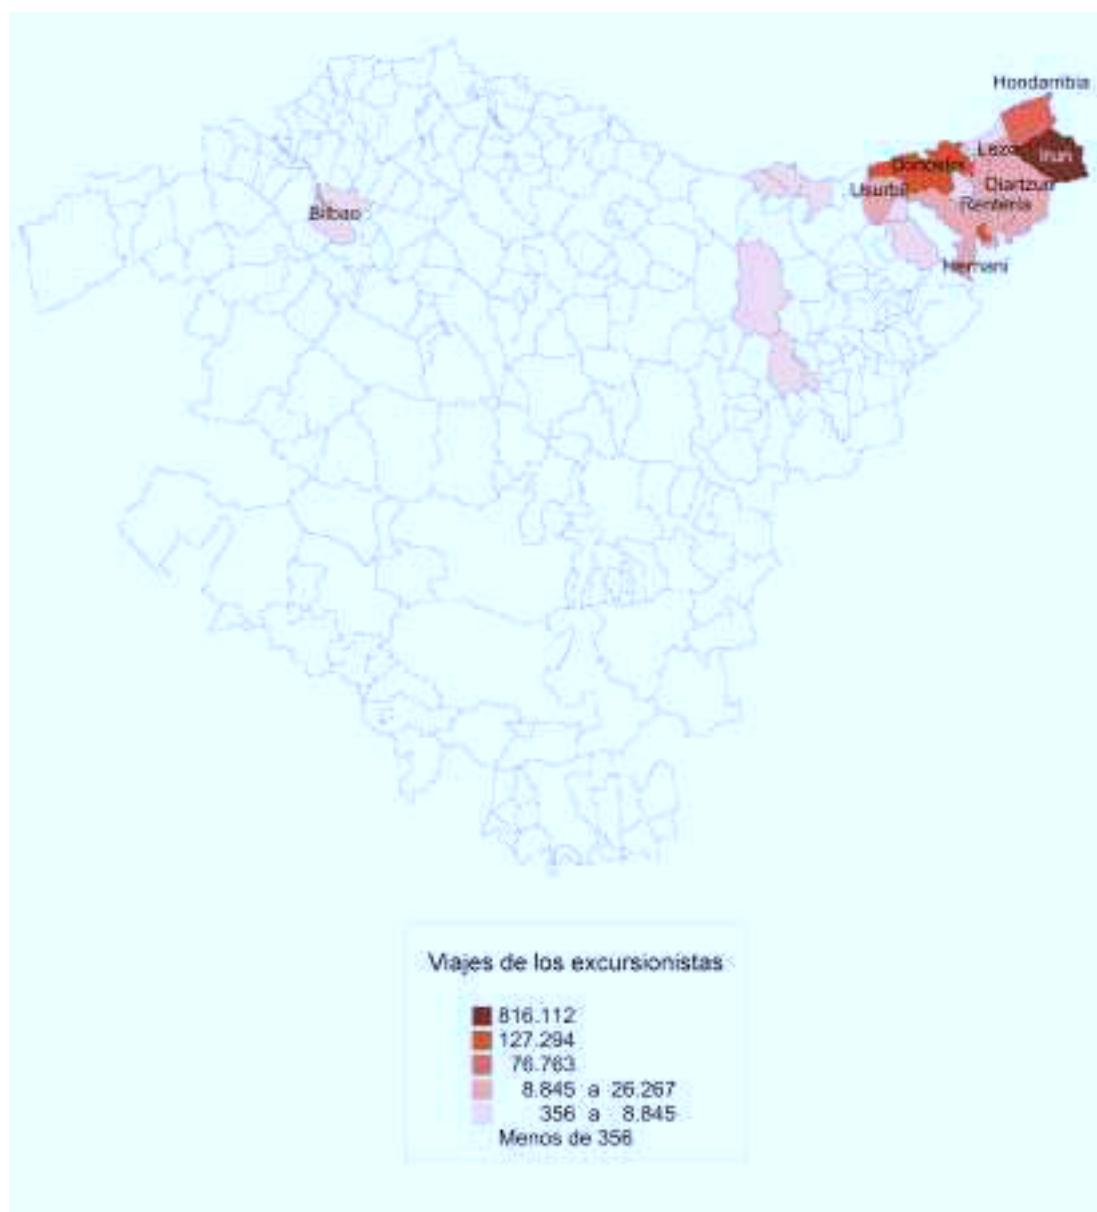 Hondarribia
Lezo
Irun
Donostia
Usurbil
Oiartzun
Renteria
Bilbao
Hernani
Viajes de los excursionistas
816.112
127.294
76.763
8.845 a 26.267
356 a 8.845
Menos de 356